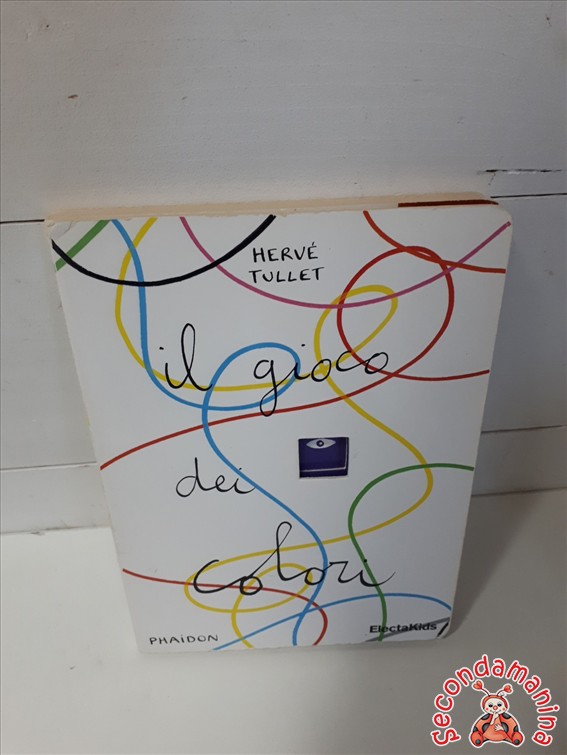 HERVÉ
TULLET
il gioco
dei
colori
PHAIDON
ElectaKids
Secondamanina